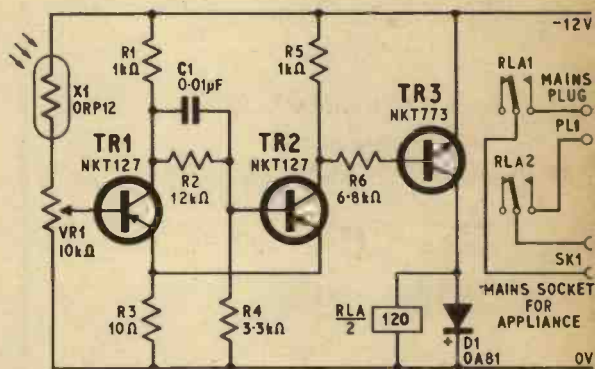 -12V
R1
1kΩ
R5
1kΩ
C1
0·01µF
X1
ORP12
TR1
NKT127
TR2
NKT127
TR3
NKT773
RLA1
MAINS
PLUG
PL1
RLA2
R2
12kΩ
R6
6·8kΩ
VR1
10kΩ
SK1
R3
10Ω
R4
3·3kΩ
RLA
2
120
MAINS SOCKET
FOR
APPLIANCE
+ D1
OA81
0V